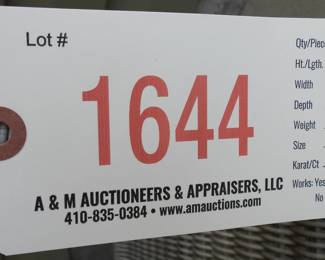 Lot #
1644
A & M AUCTIONEERS & APPRAISERS, LLC
410-835-0384 • www.amauctions.com
Qty/Piec
Ht./Lgth.
Width
Depth
Weight
Size
Karat/Ct
Works: Yes
No